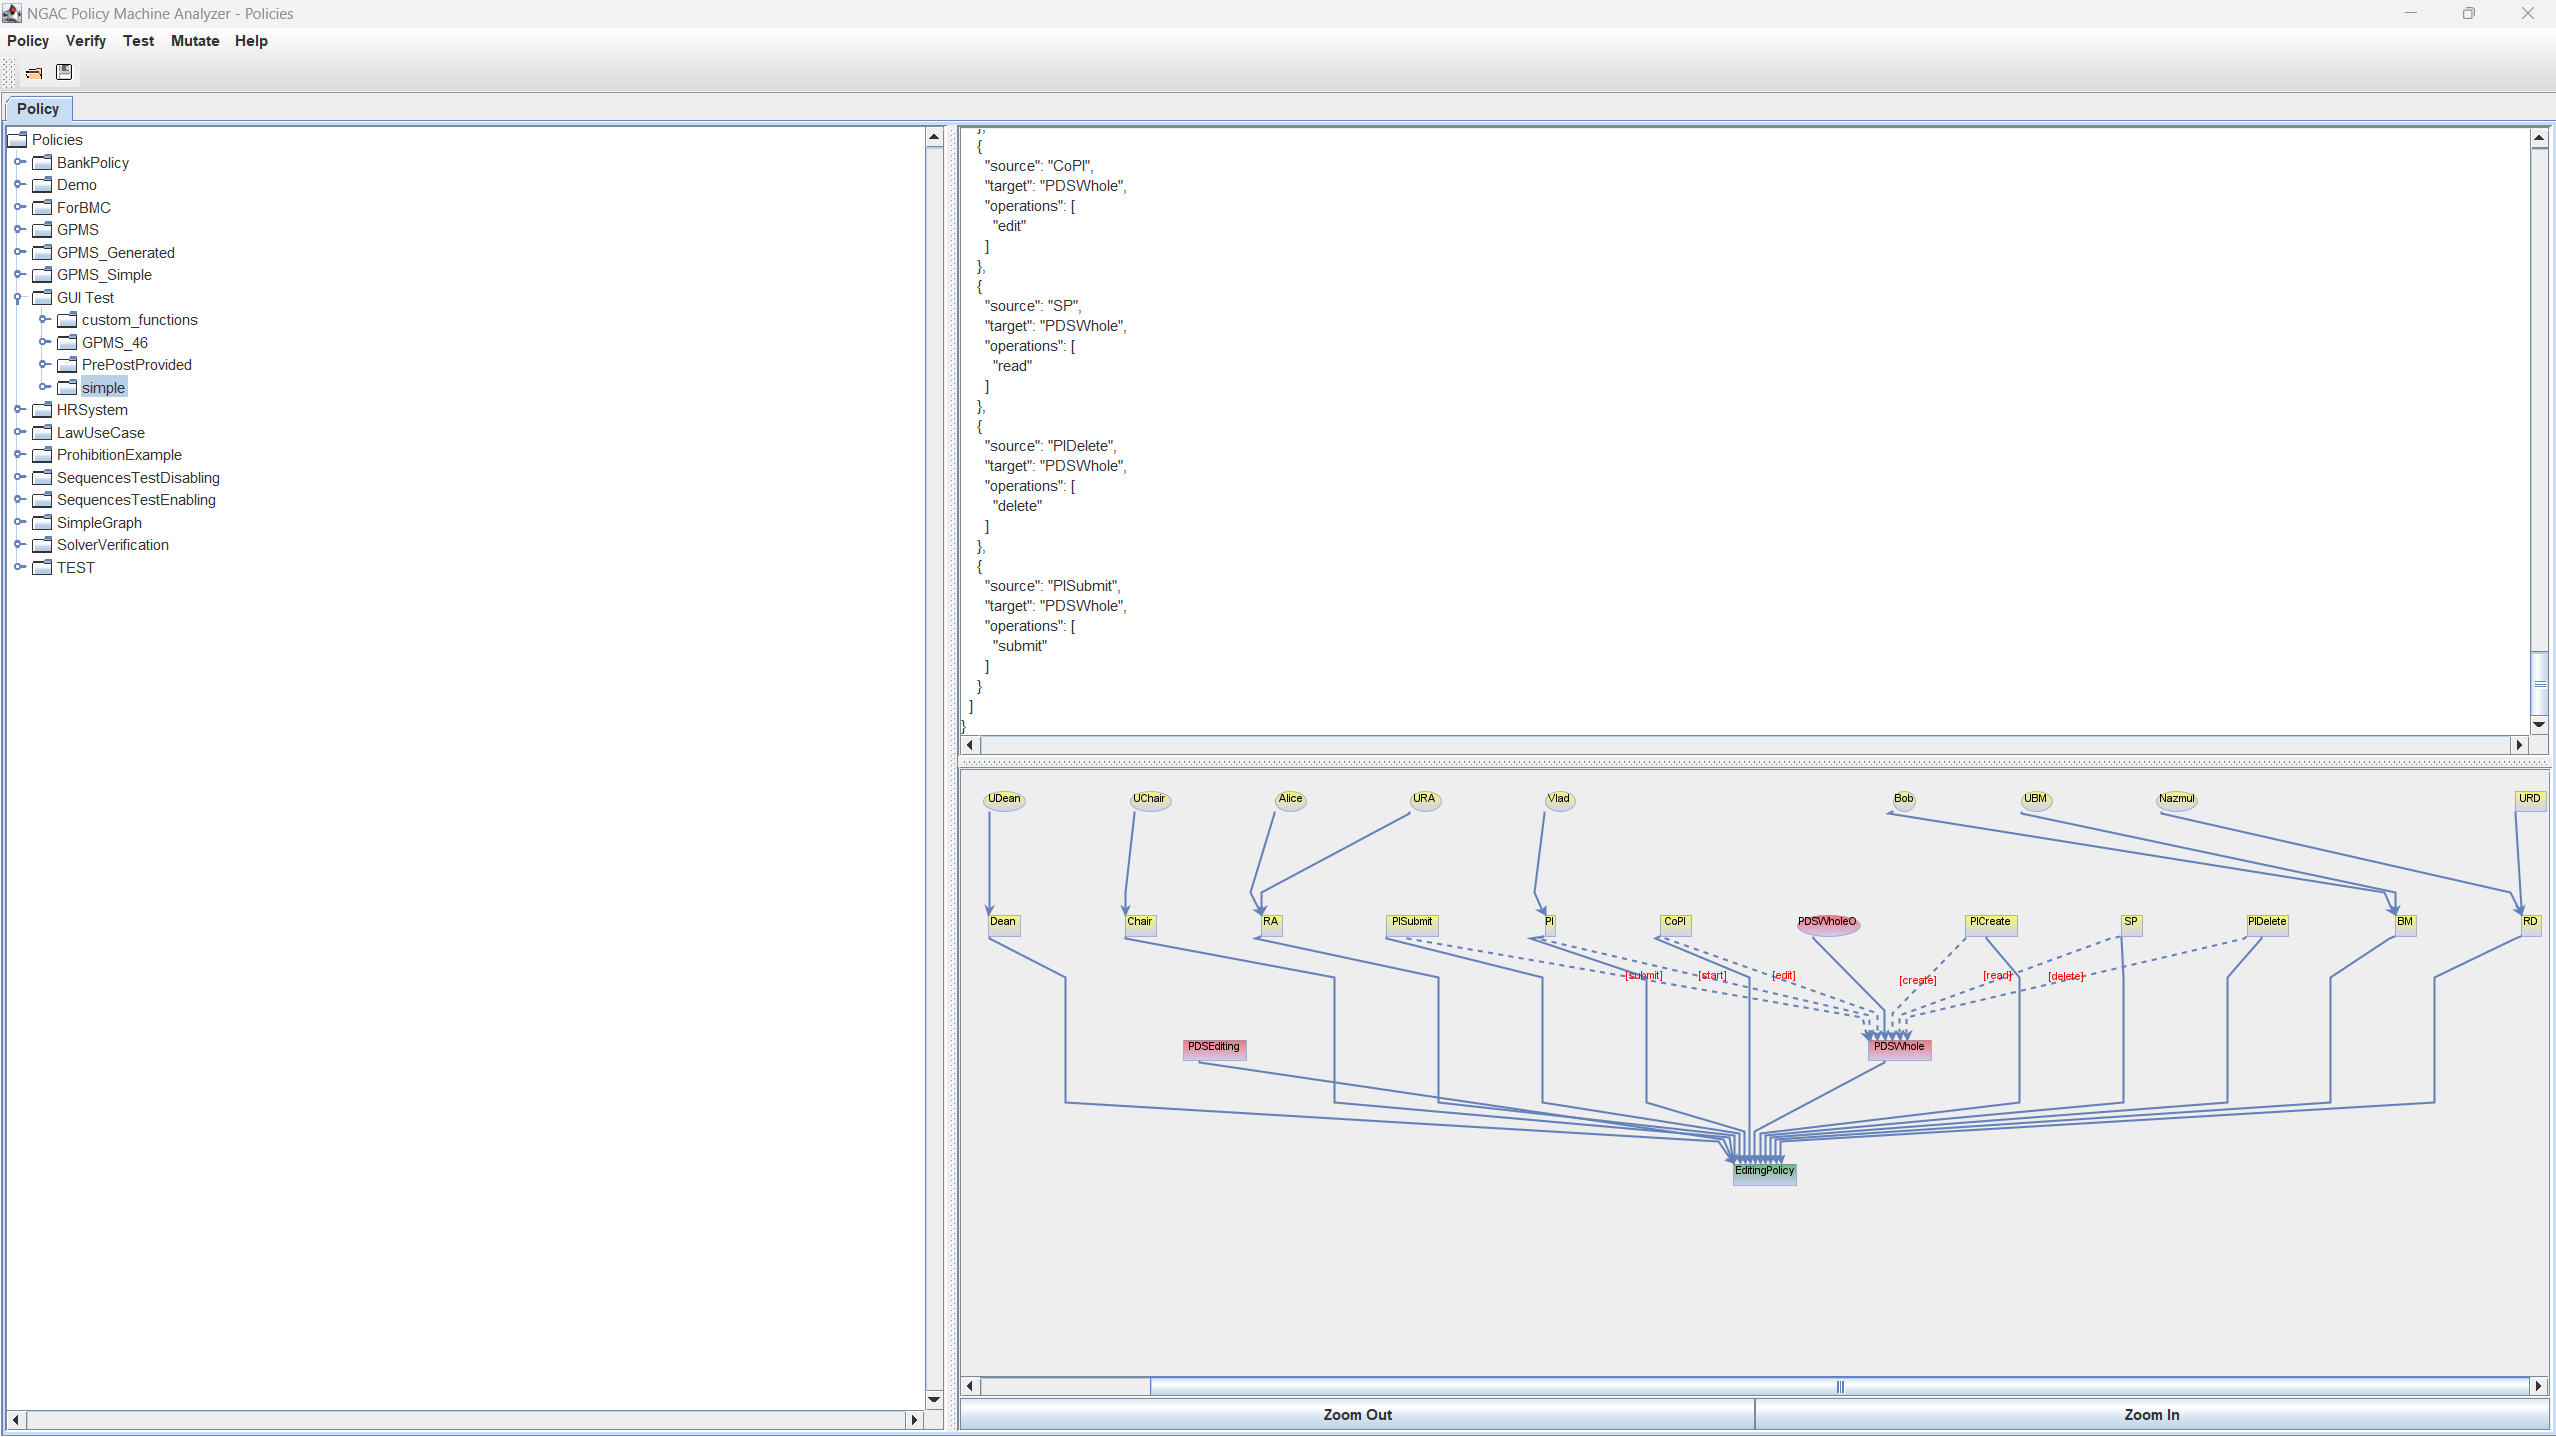 NGAC Policy Machine Analyzer - Policies
Policy Verify Test Mutate Help
Policy
Policies
BankPolicy
Demo
ForBMC
GPMS
GPMS_Generated
GPMS_Simple
GUI Test
custom_functions
GPMS_46
PrePostProvided
simple
HRSystem
LawUseCase
ProhibitionExample
SequencesTestDisabling
SequencesTestEnabling
SimpleGraph
SolverVerification
TEST
},
{
"source": "CoPI",
"target": "PDSWhole",
"operations": [
"edit"
]
},
{
"source": "SP",
"target": "PDSWhole",
"operations": [
"read"
]
},
{
"source": "PIDelete",
"target": "PDSWhole",
"operations": [
"delete"
]
},
{
"source": "PISubmit",
"target": "PDSWhole",
"operations": [
"submit"
]
}
]
}
UDean UChair Alice URA Vlad Bob UBM Nazmul URD
Dean Chair RA PISubmit PI CoPI PDSWholeO PICreate SP PIDelete BM RD
[submit] [start] [edit] [create] [read] [delete]
PDSEditing PDSWhole
EditingPolicy
Zoom Out Zoom In